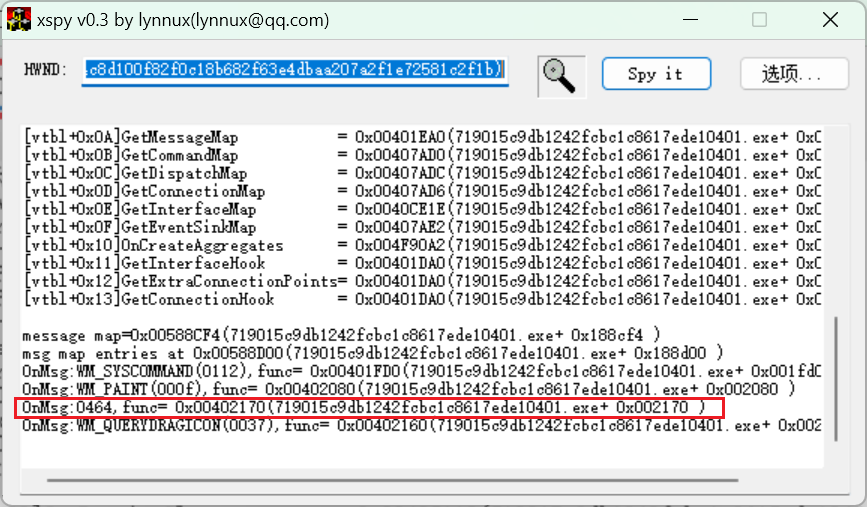 xspy v0.3 by lynnux(lynnux@qq.com)
HWND: c8d100f82f0c18b682f63e4dbaa207a2f1e72581c2f1b)
Spy it
选项...
[vtbl+0x0A]GetMessageMap = 0x00401EA0(719015c9db1242fcbc1c8617ede10401.exe+ 0x0
[vtbl+0x0B]GetCommandMap = 0x00407AD0(719015c9db1242fcbc1c8617ede10401.exe+ 0x0
[vtbl+0x0C]GetDispatchMap = 0x00407ADC(719015c9db1242fcbc1c8617ede10401.exe+ 0x0
[vtbl+0x0D]GetConnectionMap = 0x00407AD6(719015c9db1242fcbc1c8617ede10401.exe+ 0x0
[vtbl+0x0E]GetInterfaceMap = 0x0040CE1E(719015c9db1242fcbc1c8617ede10401.exe+ 0x0
[vtbl+0x0F]GetEventSinkMap = 0x00407AE2(719015c9db1242fcbc1c8617ede10401.exe+ 0x0
[vtbl+0x10]OnCreateAggregates = 0x004F90A2(719015c9db1242fcbc1c8617ede10401.exe+ 0x0
[vtbl+0x11]GetInterfaceHook = 0x00401DA0(719015c9db1242fcbc1c8617ede10401.exe+ 0x0
[vtbl+0x12]GetExtraConnectionPoints= 0x00401DA0(719015c9db1242fcbc1c8617ede10401.exe+ 0x0
[vtbl+0x13]GetConnectionHook = 0x00401DA0(719015c9db1242fcbc1c8617ede10401.exe+ 0x0
message map=0x00588CF4(719015c9db1242fcbc1c8617ede10401.exe+ 0x188cf4 )
msg map entries at 0x00588D00(719015c9db1242fcbc1c8617ede10401.exe+ 0x188d00 )
OnMsg:WM_SYSCOMMAND(0112),func= 0x00401FD0(719015c9db1242fcbc1c8617ede10401.exe+ 0x001fd0
OnMsg:WM_PAINT(000f),func= 0x00402080(719015c9db1242fcbc1c8617ede10401.exe+ 0x002080 )
OnMsg:0464,func= 0x00402170(719015c9db1242fcbc1c8617ede10401.exe+ 0x002170 )
OnMsg:WM_QUERYDRAGICON(0037),func= 0x00402160(719015c9db1242fcbc1c8617ede10401.exe+ 0x002